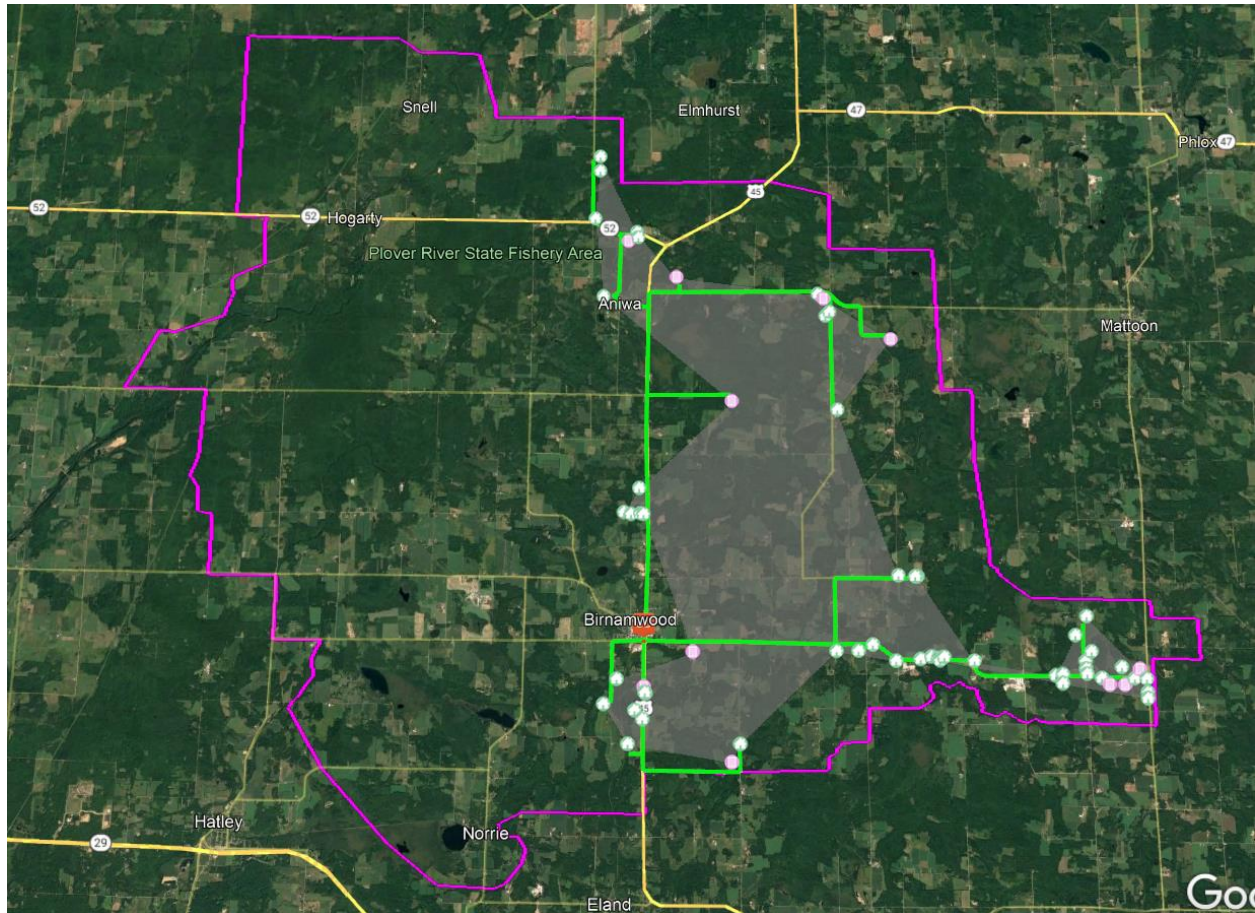 Snell
Elmhurst
47
Phlox
47
45
52
52
Hogarty
52
Plover River State Fishery Area
Aniwa
Mattoon
Birnamwood
45
Hatley
29
Norrie
Eland
Goo